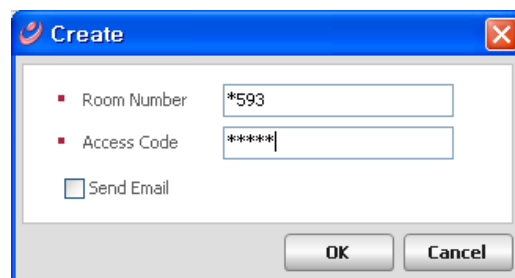 Create
Room Number *593
Access Code *****
Send Email
OK Cancel